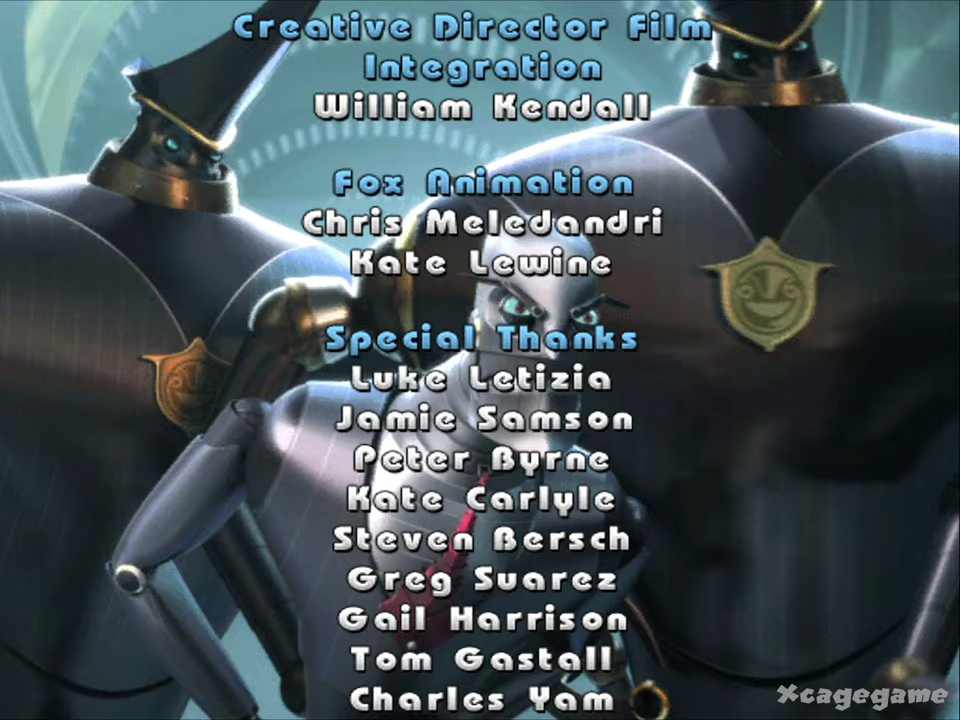 Creative Director Film
Integration
William Kendall
Fox Animation
Chris Meledandri
Kate Lewine
Special Thanks
Luke Letizia
Jamie Samson
Peter Byrne
Kate Carlyle
Steven Bersch
Greg Suarez
Gail Harrison
Tom Gastall
Charles Yam
Xcagegame